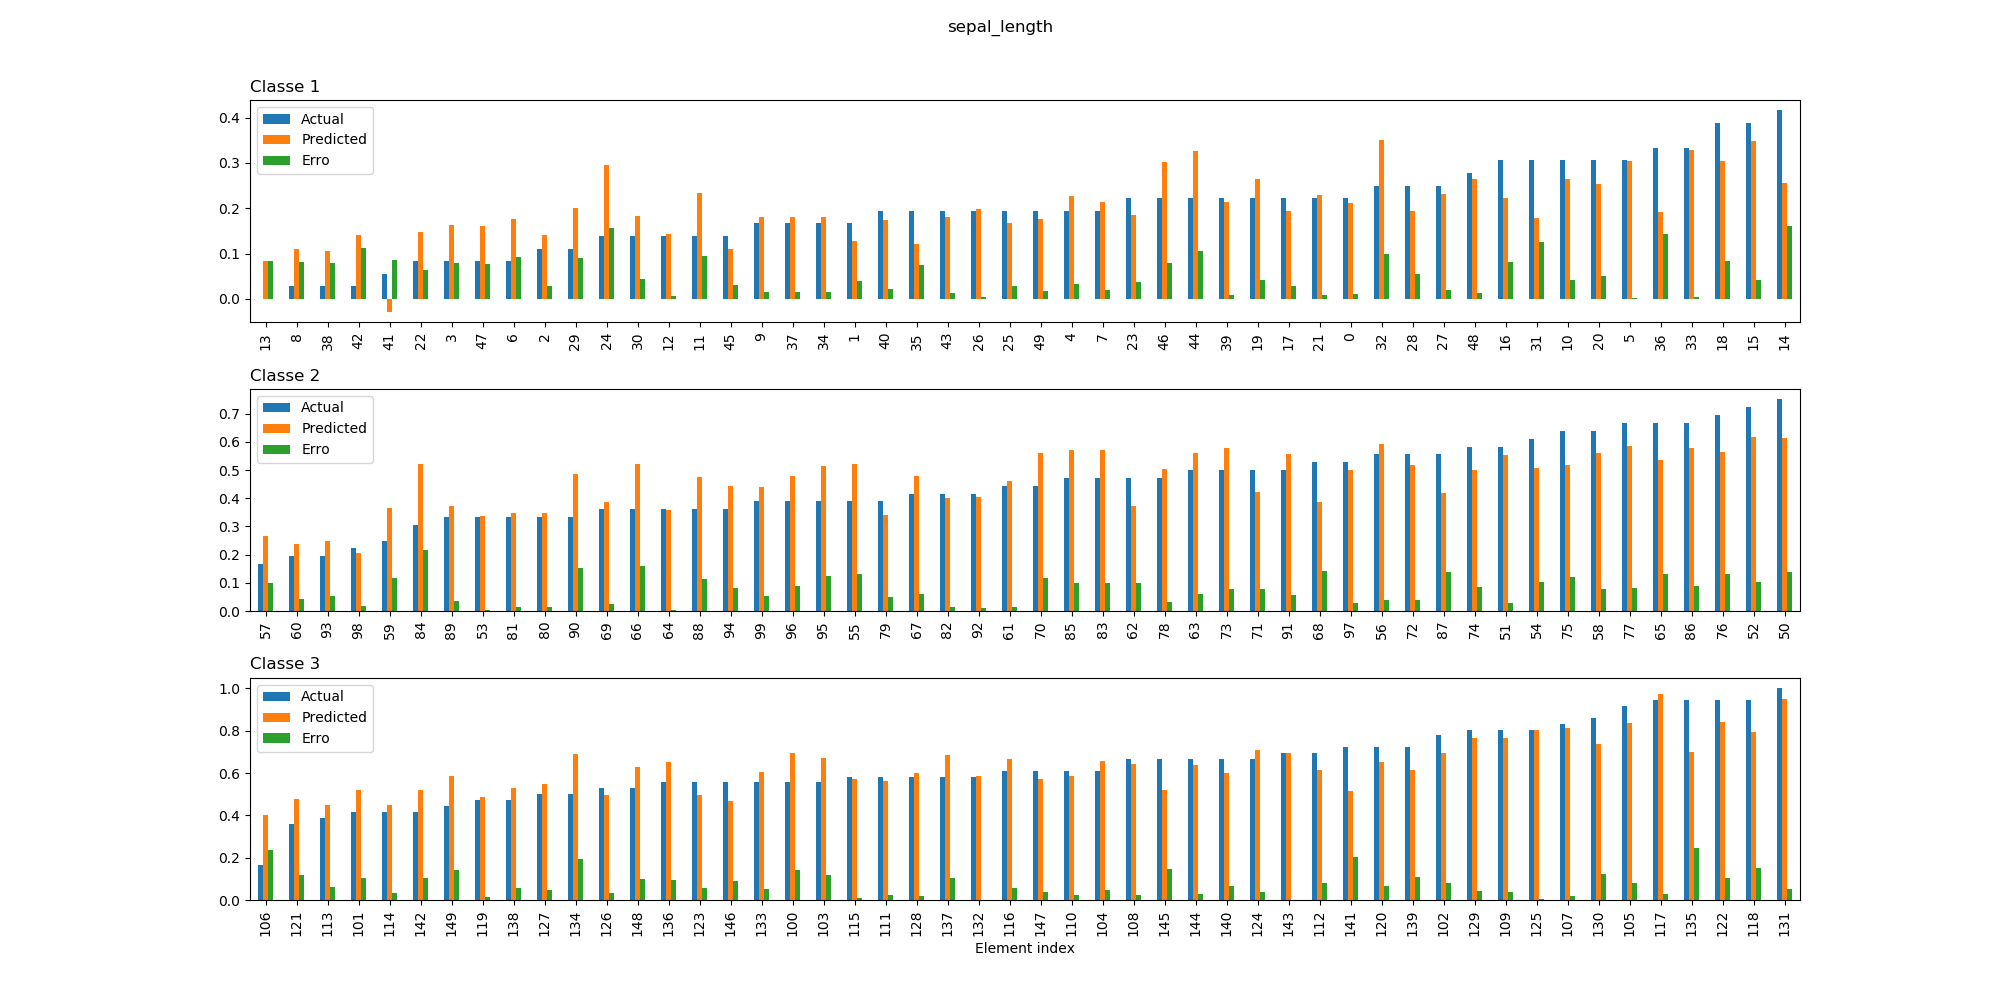 sepal_length
Classe 1
Actual
Predicted
Erro
0.4
0.3
0.2
0.1
0.0
13 8 38 42 41 22 3 47 6 2 29 24 30 12 11 45 9 37 34 1 40 35 43 26 25 49 4 7 23 46 44 39 19 17 21 0 32 28 27 48 16 31 10 20 5 36 33 18 15 14
Classe 2
Actual
Predicted
Erro
0.7
0.6
0.5
0.4
0.3
0.2
0.1
0.0
57 60 93 98 59 84 89 53 81 80 90 69 66 64 88 94 99 96 95 55 79 67 82 92 61 70 85 83 62 78 63 73 71 91 68 97 56 72 87 74 51 54 75 58 77 65 86 76 52 50
Classe 3
Actual
Predicted
Erro
1.0
0.8
0.6
0.4
0.2
0.0
106 121 113 101 114 142 149 119 138 127 134 126 148 136 123 146 133 100 103 115 111 128 137 132 116 147 110 104 108 145 144 140 124 143 112 141 120 139 102 129 109 125 107 130 105 117 135 122 118 131
Element index